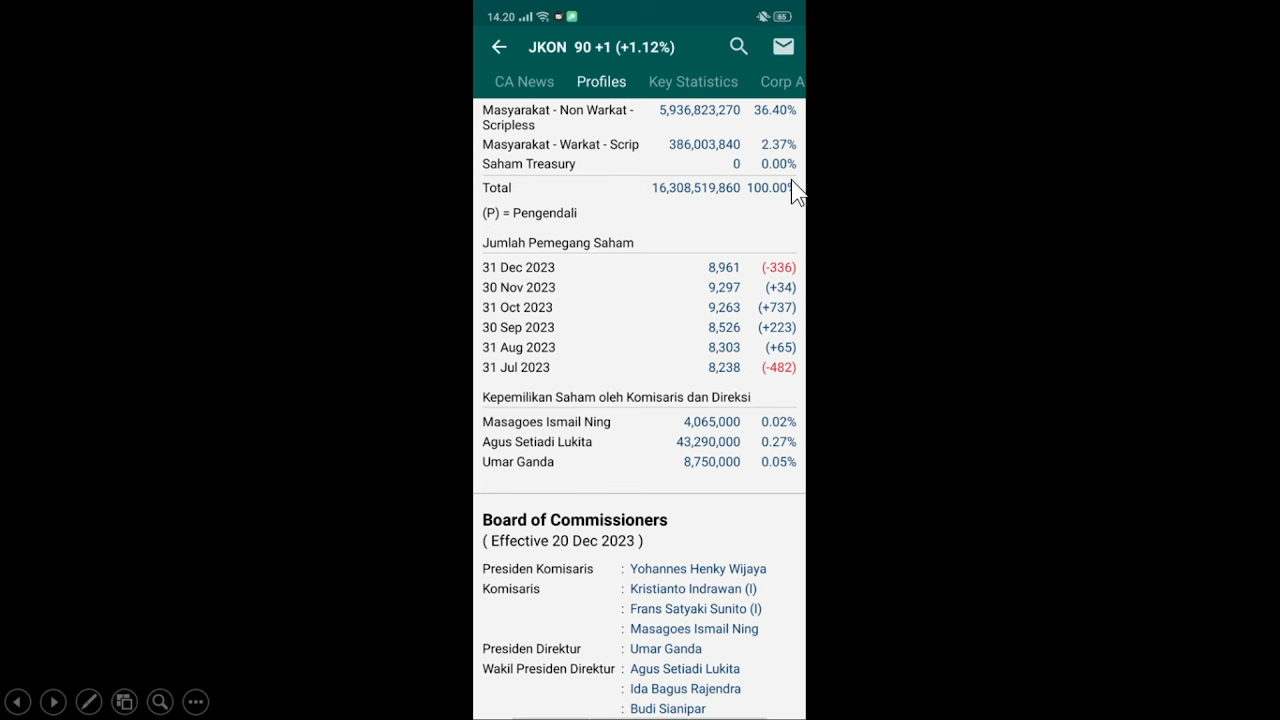 14.20 65
JKON 90 +1 (+1.12%)
CA News Profiles Key Statistics Corp A
Masyarakat - Non Warkat - 5,936,823,270 36.40%
Scripless
Masyarakat - Warkat - Scrip 386,003,840 2.37%
Saham Treasury 0 0.00%
Total 16,308,519,860 100.00%
(P) = Pengendali
Jumlah Pemegang Saham
31 Dec 2023 8,961 (-336)
30 Nov 2023 9,297 (+34)
31 Oct 2023 9,263 (+737)
30 Sep 2023 8,526 (+223)
31 Aug 2023 8,303 (+65)
31 Jul 2023 8,238 (-482)
Kepemilikan Saham oleh Komisaris dan Direksi
Masagoes Ismail Ning 4,065,000 0.02%
Agus Setiadi Lukita 43,290,000 0.27%
Umar Ganda 8,750,000 0.05%
Board of Commissioners
( Effective 20 Dec 2023 )
Presiden Komisaris : Yohannes Henky Wijaya
Komisaris : Kristianto Indrawan (I)
: Frans Satyaki Sunito (I)
: Masagoes Ismail Ning
Presiden Direktur : Umar Ganda
Wakil Presiden Direktur : Agus Setiadi Lukita
: Ida Bagus Rajendra
: Budi Sianipar